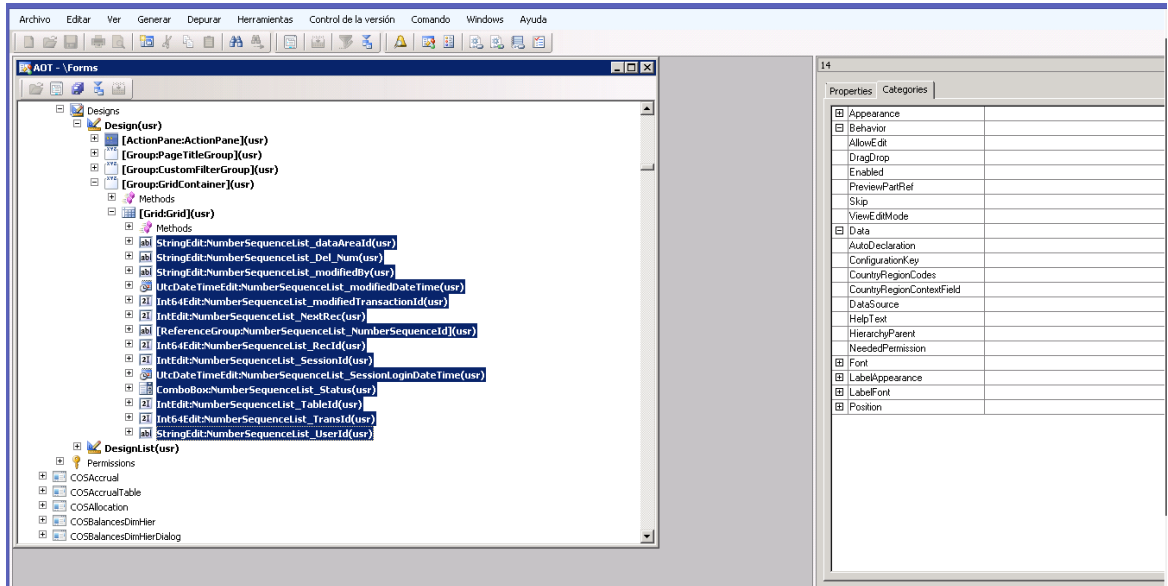 Archivo Editar Ver Generar Depurar Herramientas Control de la versión Comando Windows Ayuda
AOT - \Forms
Designs
Design(usr)
[ActionPane:ActionPane](usr)
[Group:PageTitleGroup](usr)
[Group:CustomFilterGroup](usr)
[Group:GridContainer](usr)
Methods
[Grid:Grid](usr)
Methods
StringEdit:NumberSequenceList_dataAreaId(usr)
StringEdit:NumberSequenceList_Del_Num(usr)
StringEdit:NumberSequenceList_modifiedBy(usr)
UtcDateTimeEdit:NumberSequenceList_modifiedDateTime(usr)
Int64Edit:NumberSequenceList_modifiedTransactionId(usr)
IntEdit:NumberSequenceList_NextRec(usr)
[ReferenceGroup:NumberSequenceList_NumberSequenceId](usr)
Int64Edit:NumberSequenceList_RecId(usr)
IntEdit:NumberSequenceList_SessionId(usr)
UtcDateTimeEdit:NumberSequenceList_SessionLoginDateTime(usr)
ComboBox:NumberSequenceList_Status(usr)
IntEdit:NumberSequenceList_TableId(usr)
Int64Edit:NumberSequenceList_TransId(usr)
StringEdit:NumberSequenceList_UserId(usr)
DesignList(usr)
Permissions
COSAccrual
COSAccrualTable
COSAllocation
COSBalancesDimHier
COSBalancesDimHierDialog
14
Properties Categories
Appearance
Behavior
AllowEdit
DragDrop
Enabled
PreviewPartRef
Skip
ViewEditMode
Data
AutoDeclaration
ConfigurationKey
CountryRegionCodes
CountryRegionContextField
DataSource
HelpText
HierarchyParent
NeededPermission
Font
LabelAppearance
LabelFont
Position